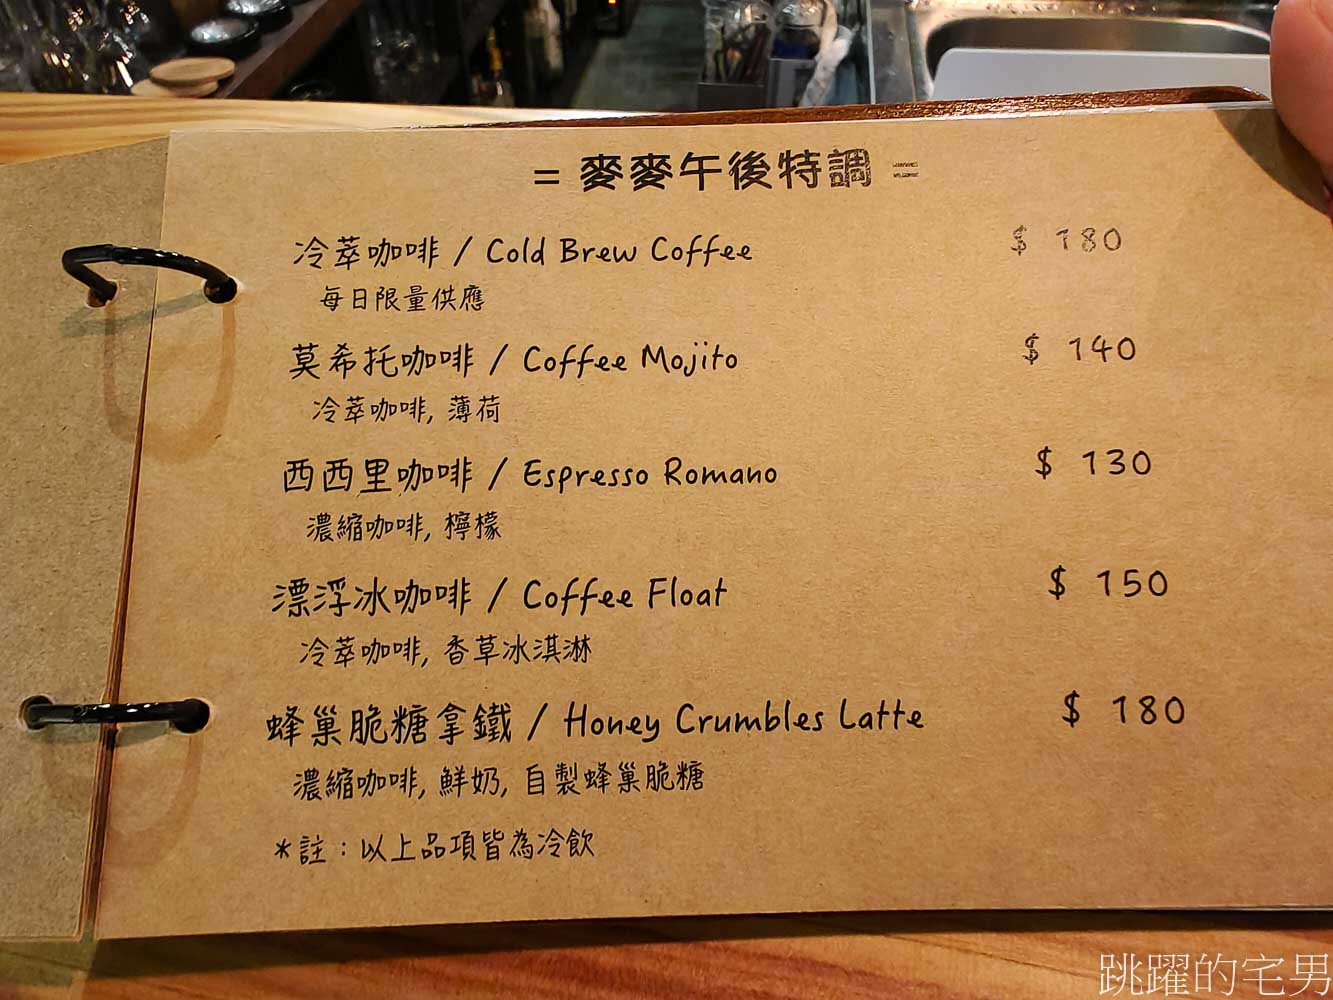 = 麥麥午後特調 =
冷萃咖啡 / Cold Brew Coffee $ 180
每日限量供應
莫希托咖啡 / Coffee Mojito $ 140
冷萃咖啡, 薄荷
西西里咖啡 / Espresso Romano $ 130
濃縮咖啡, 檸檬
漂浮冰咖啡 / Coffee Float $ 150
冷萃咖啡, 香草冰淇淋
蜂巢脆糖拿鐵 / Honey Crumbles Latte $ 180
濃縮咖啡, 鮮奶, 自製蜂巢脆糖
*註：以上品項皆為冷飲
跳躍的宅男